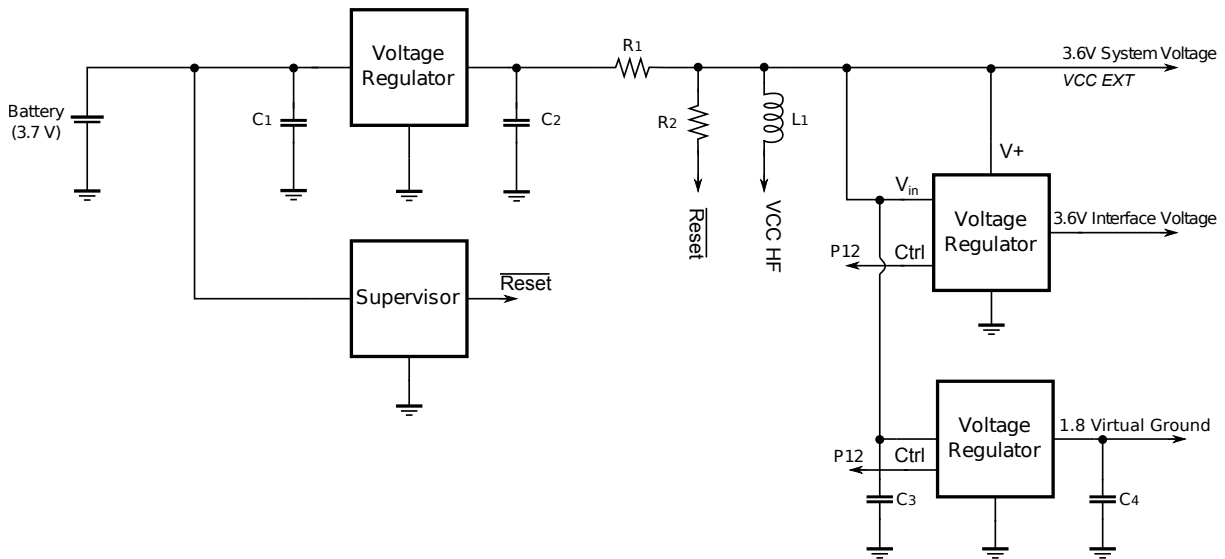 Voltage
Regulator
R1
3.6V System Voltage
VCC EXT
Battery
(3.7 V)
C1
C2
R2
L1
V+
Vin
Voltage
Regulator
3.6V Interface Voltage
Reset
VCC HF
P12
Ctrl
Supervisor
Reset
Voltage
Regulator
1.8 Virtual Ground
P12
Ctrl
C3
C4